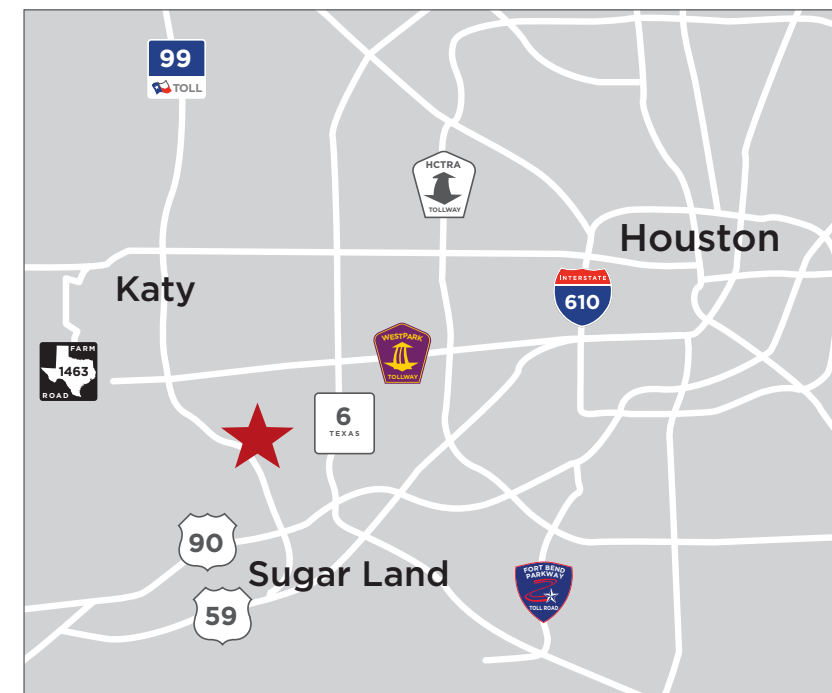 99
TOLL
HCTRA
TOLLWAY
Houston
INTERSTATE
610
Katy
WESTPARK
TOLLWAY
FARM
1463
ROAD
6
TEXAS
90
Sugar Land
59
FORT BEND
PARKWAY
TOLL ROAD